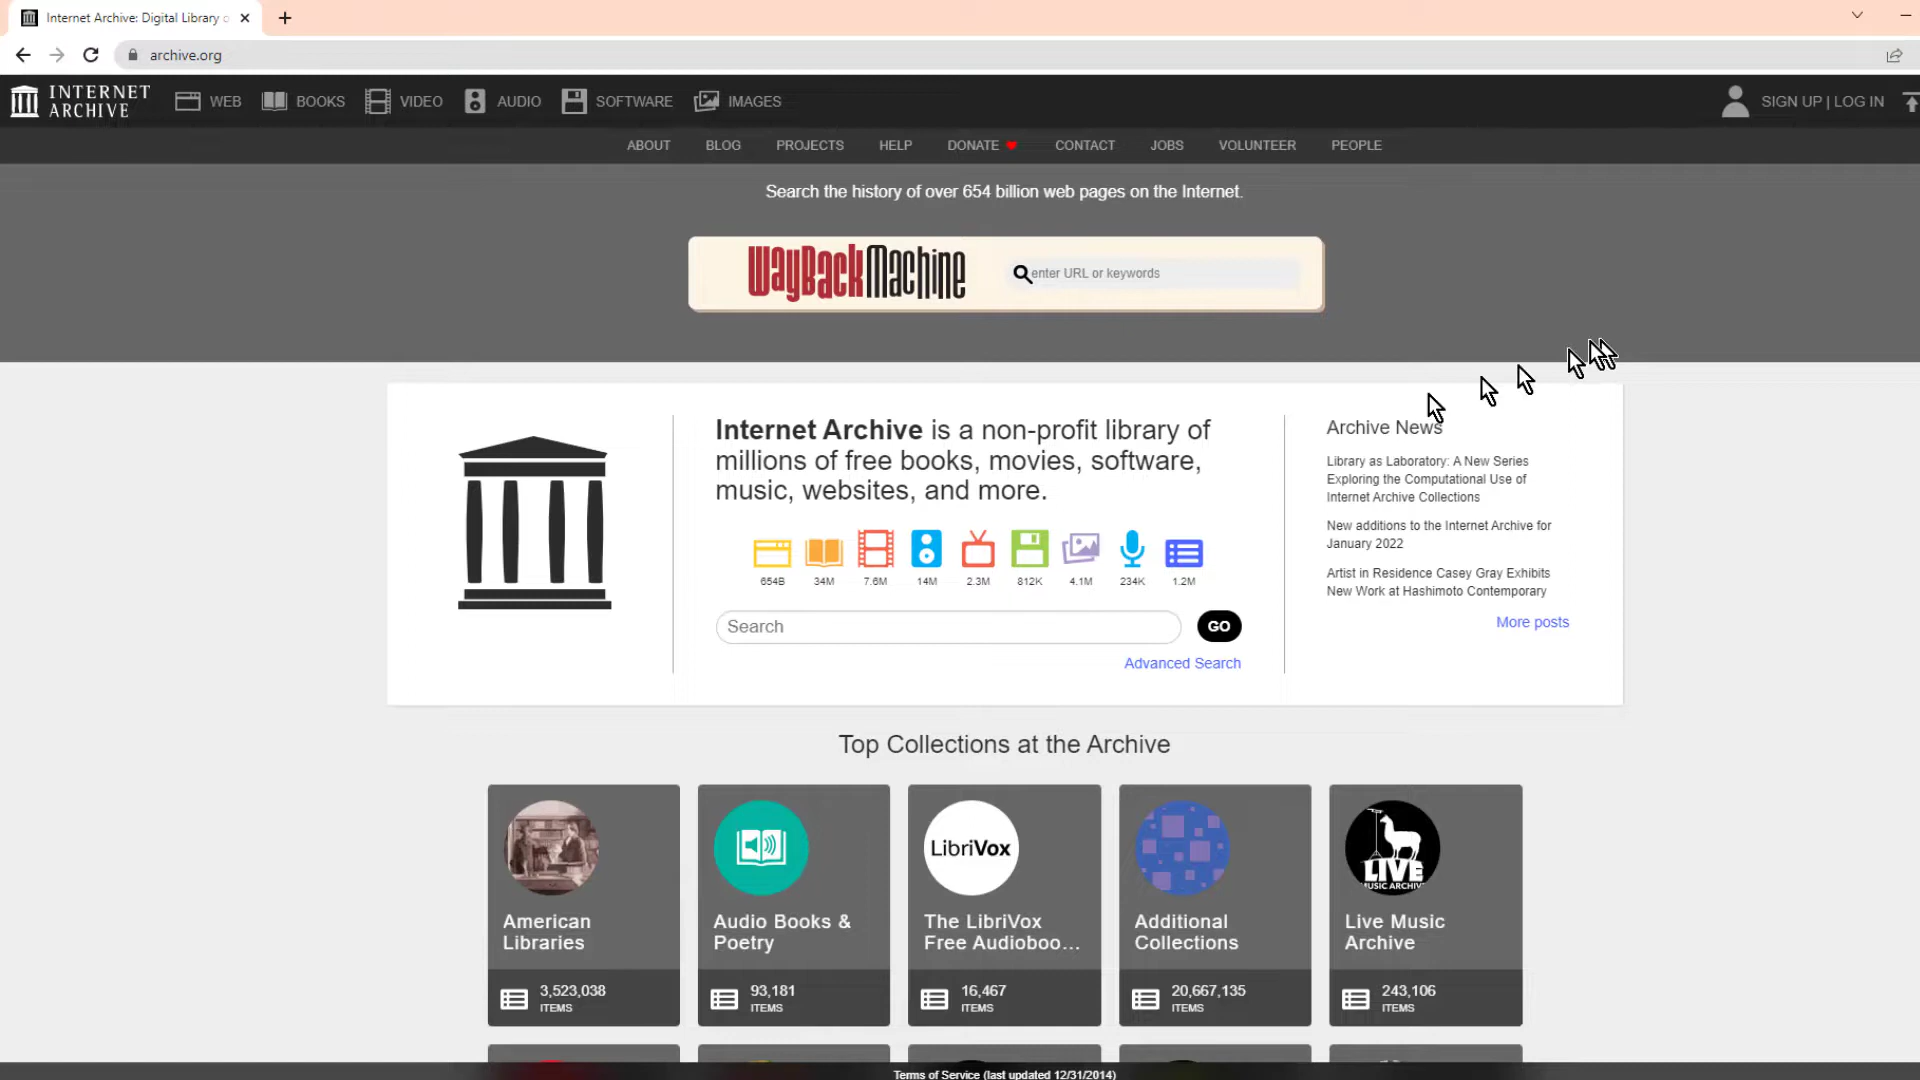 Internet Archive: Digital Library o
archive.org
INTERNET
ARCHIVE
WEB
BOOKS
VIDEO
AUDIO
SOFTWARE
IMAGES
SIGN UP | LOG IN
ABOUT
BLOG
PROJECTS
HELP
DONATE
CONTACT
JOBS
VOLUNTEER
PEOPLE
Search the history of over 654 billion web pages on the Internet.
WayBackMachine
enter URL or keywords
Internet Archive is a non-profit library of
millions of free books, movies, software,
music, websites, and more.
654B
34M
7.6M
14M
2.3M
812K
4.1M
234K
1.2M
Search
GO
Advanced Search
Archive News
Library as Laboratory: A New Series
Exploring the Computational Use of
Internet Archive Collections
New additions to the Internet Archive for
January 2022
Artist in Residence Casey Gray Exhibits
New Work at Hashimoto Contemporary
More posts
Top Collections at the Archive
American
Libraries
3,523,038
ITEMS
Audio Books &
Poetry
93,181
ITEMS
LibriVox
The LibriVox
Free Audioboo...
16,467
ITEMS
Additional
Collections
20,667,135
ITEMS
LIVE
MUSIC ARCHIVE
Live Music
Archive
243,106
ITEMS
Terms of Service (last updated 12/31/2014)